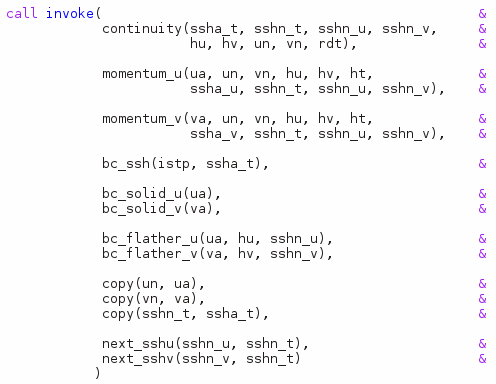 call invoke( &
continuity(ssha_t, sshn_t, sshn_u, sshn_v, &
hu, hv, un, vn, rdt), &
momentum_u(ua, un, vn, hu, hv, ht, &
ssha_u, sshn_t, sshn_u, sshn_v), &
momentum_v(va, un, vn, hu, hv, ht, &
ssha_v, sshn_t, sshn_u, sshn_v), &
bc_ssh(istp, ssha_t), &
bc_solid_u(ua), &
bc_solid_v(va), &
bc_flather_u(ua, hu, sshn_u), &
bc_flather_v(va, hv, sshn_v), &
copy(un, ua), &
copy(vn, va), &
copy(sshn_t, ssha_t), &
next_sshu(sshn_u, sshn_t), &
next_sshv(sshn_v, sshn_t) &
)